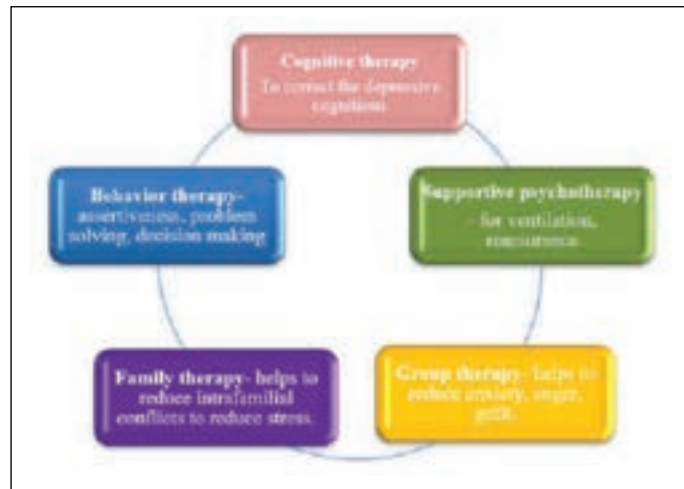 Cognitive therapy
To correct the depressive
cognitions
Supportive psychotherapy
- for ventilation,
reassurance
Group therapy- helps to
reduce anxiety, anger,
Family therapy- helps to
reduce intrafamilial
conflicts to reduce stress.
Behavior therapy-
assertiveness, problem
solving, decision making